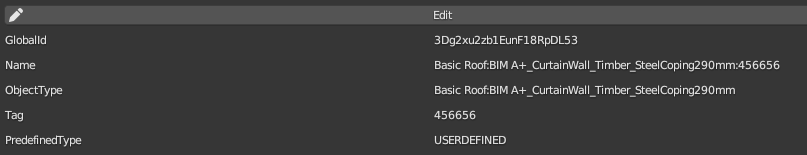 Edit
GlobalId 3Dg2xu2zb1EunF18RpDL53
Name Basic Roof:BIM A+_CurtainWall_Timber_SteelCoping290mm:456656
ObjectType Basic Roof:BIM A+_CurtainWall_Timber_SteelCoping290mm
Tag 456656
PredefinedType USERDEFINED